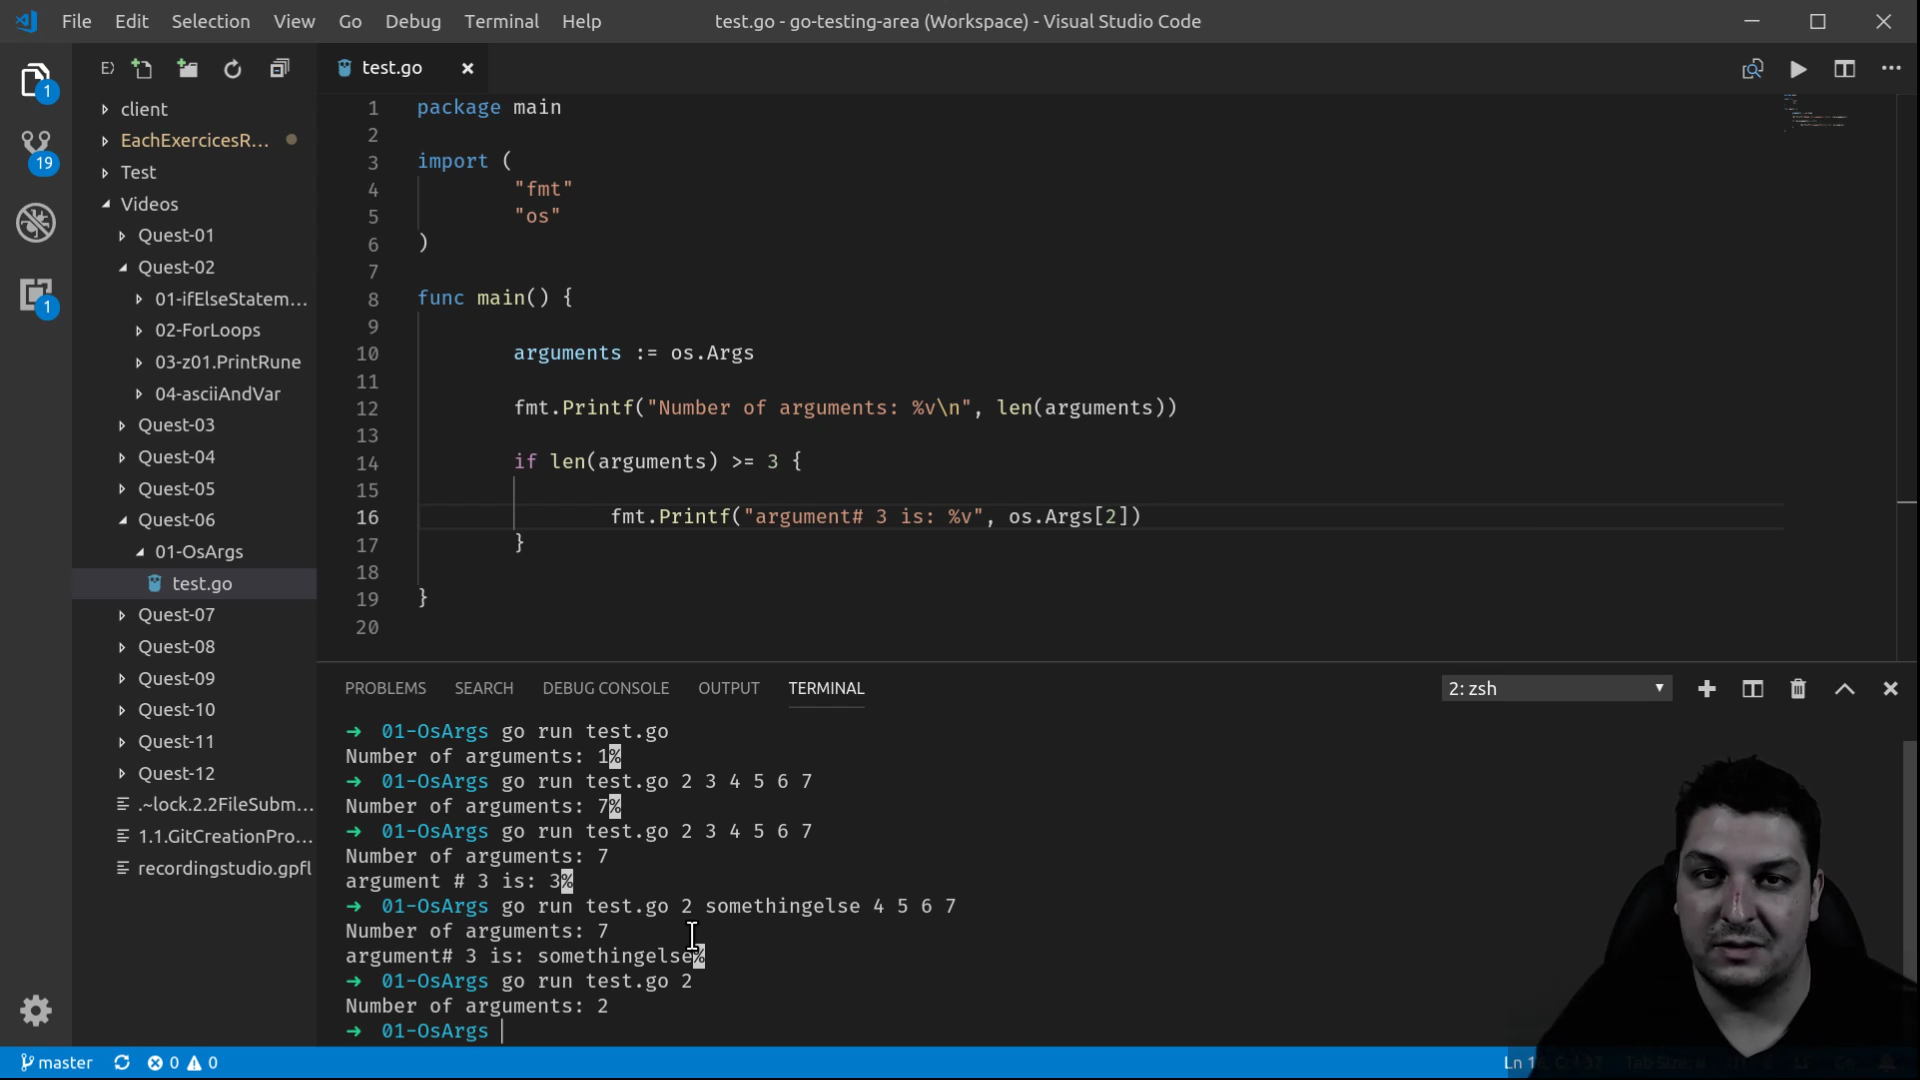 File Edit Selection View Go Debug Terminal Help
test.go - go-testing-area (Workspace) - Visual Studio Code
test.go
1
19
1
client
EachExercicesR...
Test
Videos
Quest-01
Quest-02
01-ifElseStatem...
02-ForLoops
03-z01.PrintRune
04-asciiAndVar
Quest-03
Quest-04
Quest-05
Quest-06
01-OsArgs
test.go
Quest-07
Quest-08
Quest-09
Quest-10
Quest-11
Quest-12
.~lock.2.2FileSubm...
1.1.GitCreationPro...
recordingstudio.gpfl
1 package main
2
3 import (
4 "fmt"
5 "os"
6 )
7
8 func main() {
9
10 arguments := os.Args
11
12 fmt.Printf("Number of arguments: %v\n", len(arguments))
13
14 if len(arguments) >= 3 {
15
16 fmt.Printf("argument# 3 is: %v", os.Args[2])
17 }
18
19 }
20
PROBLEMS SEARCH DEBUG CONSOLE OUTPUT TERMINAL
2: zsh
➜ 01-OsArgs go run test.go
Number of arguments: 1%
➜ 01-OsArgs go run test.go 2 3 4 5 6 7
Number of arguments: 7%
➜ 01-OsArgs go run test.go 2 3 4 5 6 7
Number of arguments: 7
argument # 3 is: 3%
➜ 01-OsArgs go run test.go 2 somethingelse 4 5 6 7
Number of arguments: 7
argument# 3 is: somethingelse%
➜ 01-OsArgs go run test.go 2
Number of arguments: 2
➜ 01-OsArgs
master 0 0